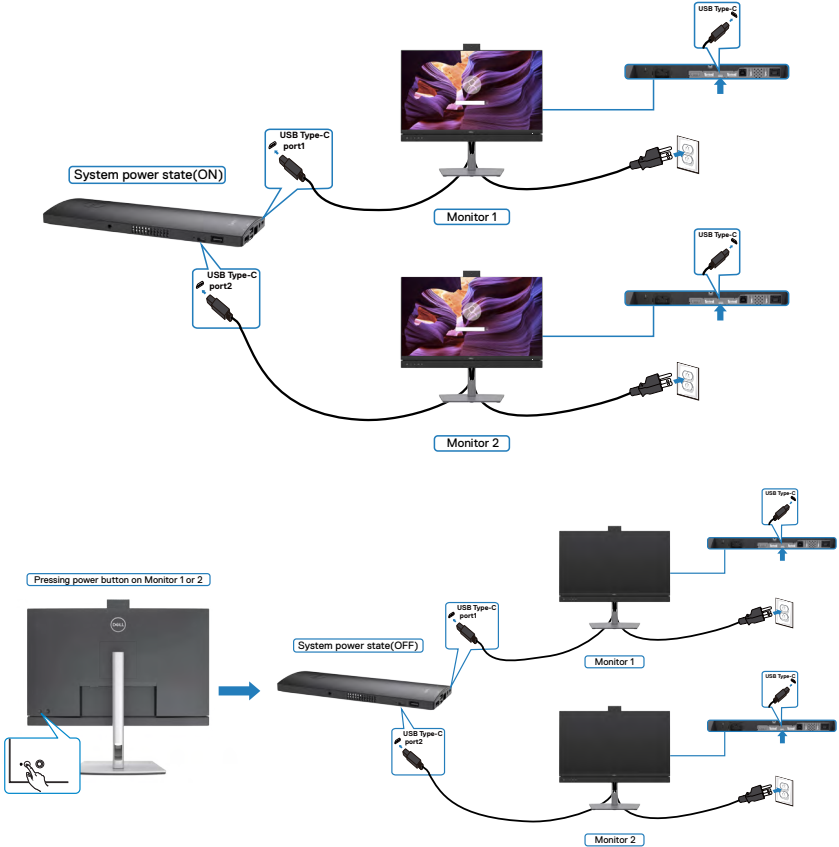 USB Type-C
USB Type-C
port1
System power state(ON)
Monitor 1
USB Type-C
USB Type-C
port2
Monitor 2
USB Type-C
Pressing power button on Monitor 1 or 2
DELL
USB Type-C
port1
System power state(OFF)
Monitor 1
USB Type-C
USB Type-C
port2
Monitor 2